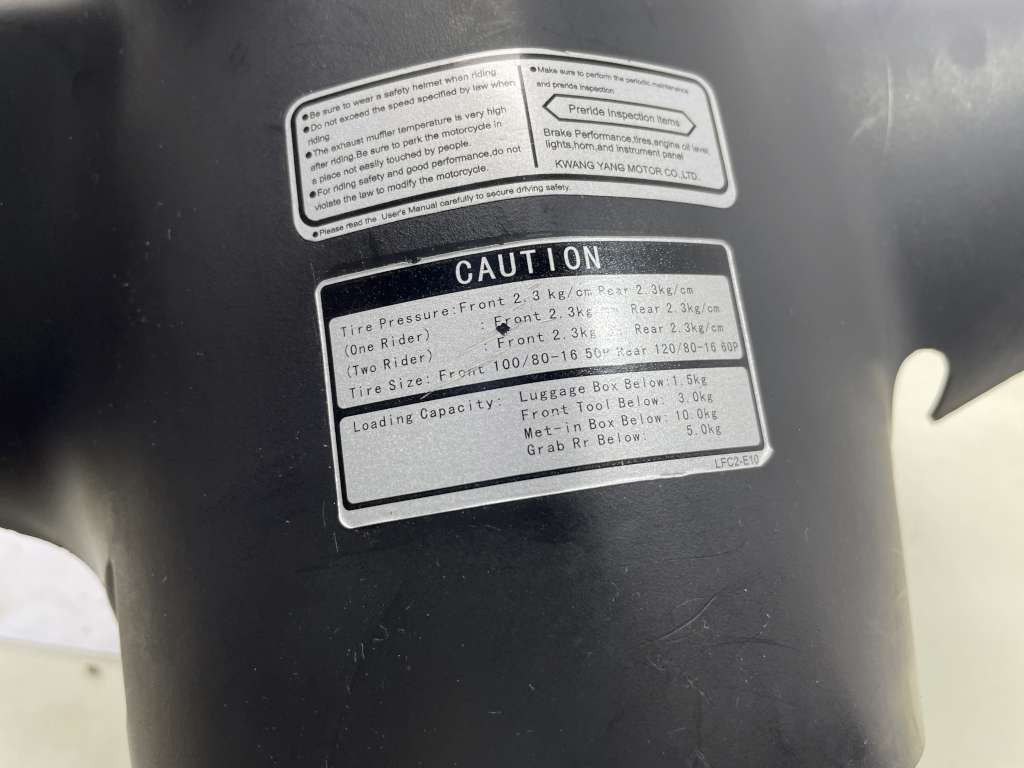 ●Be sure to wear a safety helmet when riding.
●Do not exceed the speed specified by law when
riding.
●The exhaust muffler temperature is very high
after riding.Be sure to park the motorcycle in
a place not easily touched by people.
●For riding safety and good performance,do not
violate the law to modify the motorcycle.
●Please read the User's Manual carefully to secure driving safety.
●Make sure to perform the periodic maintenance
and preride inspection
Preride Inspection Items
Brake Performance,tires,engine oil level,
lights,horn,and instrument panel
KWANG YANG MOTOR CO.,LTD.
CAUTION
Tire Pressure:Front 2.3 kg/cm Rear 2.3kg/cm
(One Rider) : Front 2.3kg Rear 2.3kg/cm
(Two Rider) : Front 2.3kg Rear 2.3kg/cm
Tire Size: Front 100/80-16 50P Rear 120/80-16 60P
Loading Capacity: Luggage Box Below:1.5kg
Front Tool Below: 3.0kg
Met-in Box Below: 10.0kg
Grab Rr Below: 5.0kg
LFC2-E10